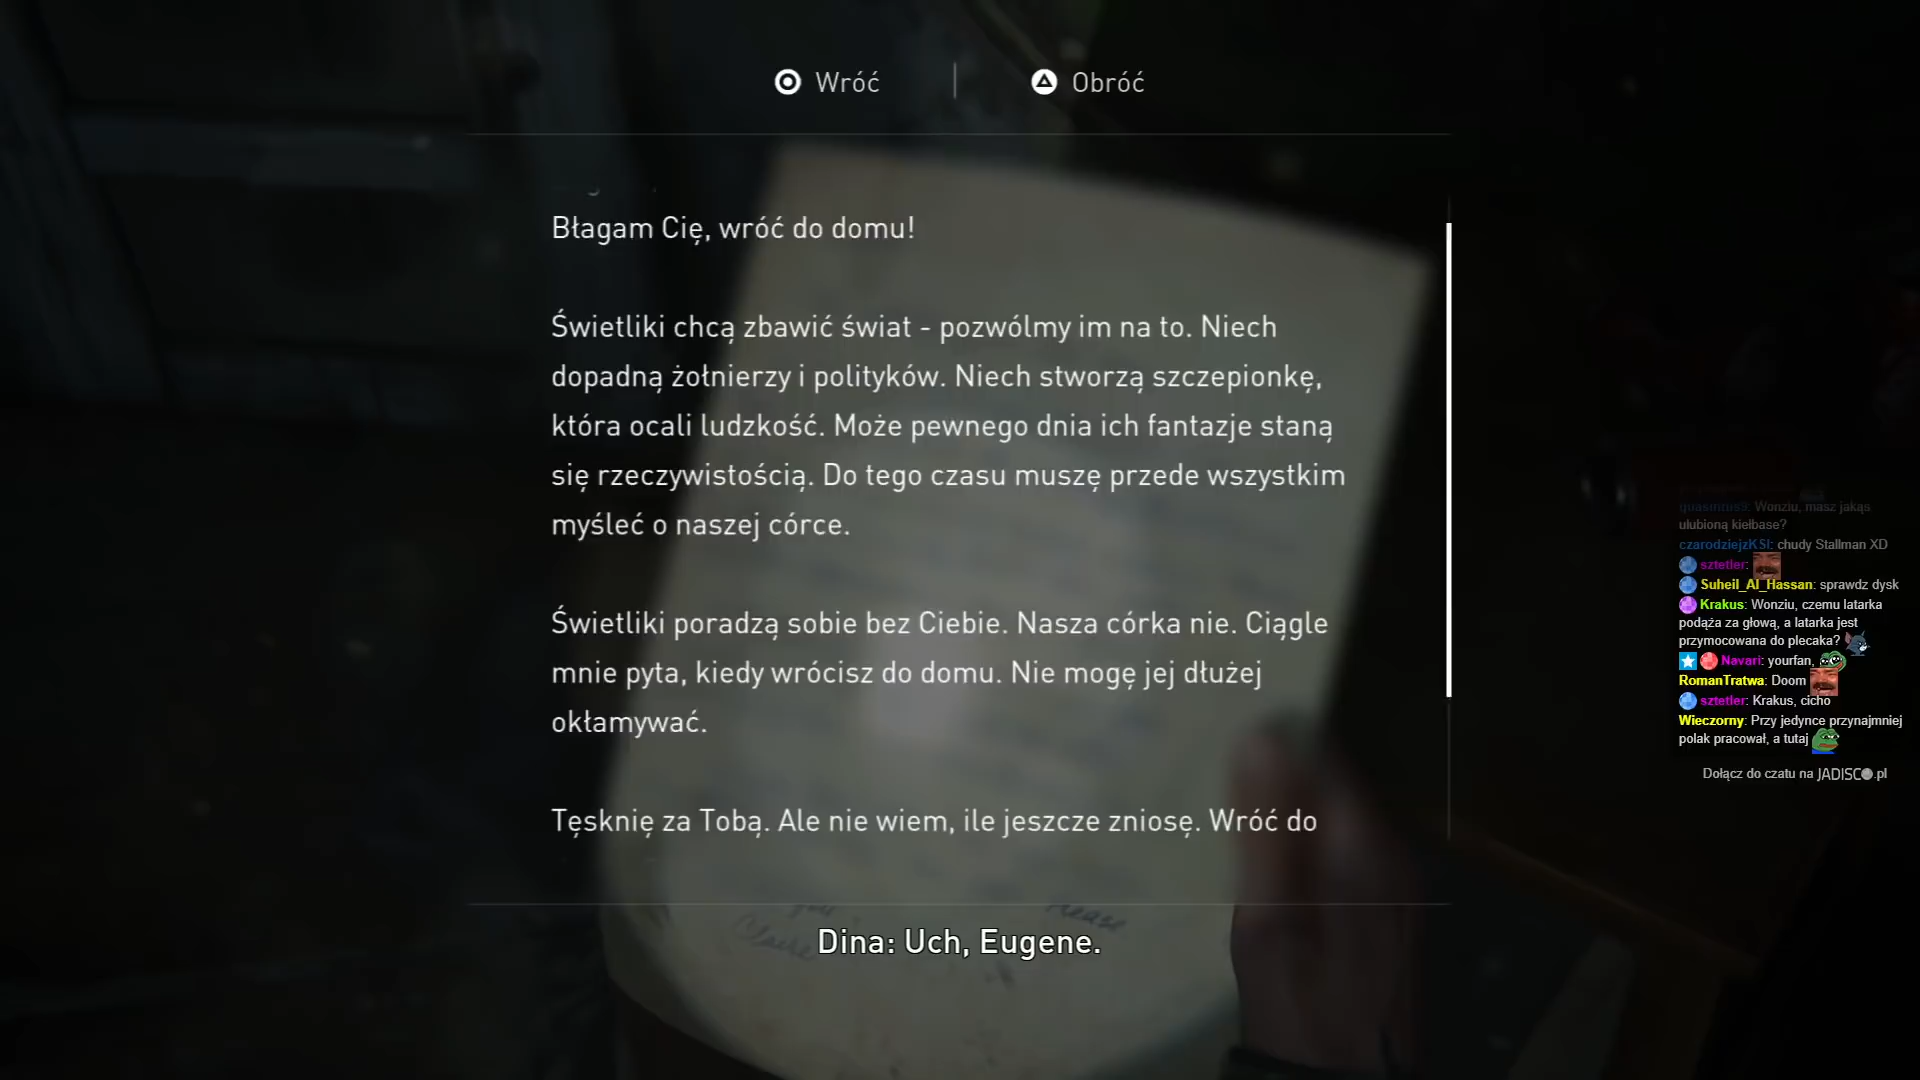 Wróć
Obróć
Błagam Cię, wróć do domu!
Świetliki chcą zbawić świat - pozwólmy im na to. Niech
dopadną żołnierzy i polityków. Niech stworzą szczepionkę,
która ocali ludzkość. Może pewnego dnia ich fantazje staną
się rzeczywistością. Do tego czasu muszę przede wszystkim
myśleć o naszej córce.
Świetliki poradzą sobie bez Ciebie. Nasza córka nie. Ciągle
mnie pyta, kiedy wrócisz do domu. Nie mogę jej dłużej
okłamywać.
Tęsknię za Tobą. Ale nie wiem, ile jeszcze zniosę. Wróć do
Please
Dina: Uch, Eugene.
Wonziu, masz jakąs
ulubioną kiełbase?
czarodziejzKSI: chudy Stallman XD
sztetler:
Suheil_Al_Hassan: sprawdz dysk
Krakus: Wonziu, czemu latarka
podąża za głową, a latarka jest
przymocowana do plecaka?
Navari: yourfan,
RomanTratwa: Doom
sztetler: Krakus, cicho
Wieczorny: Przy jedynce przynajmniej
polak pracował, a tutaj
Dołącz do czatu na JADISCO.pl